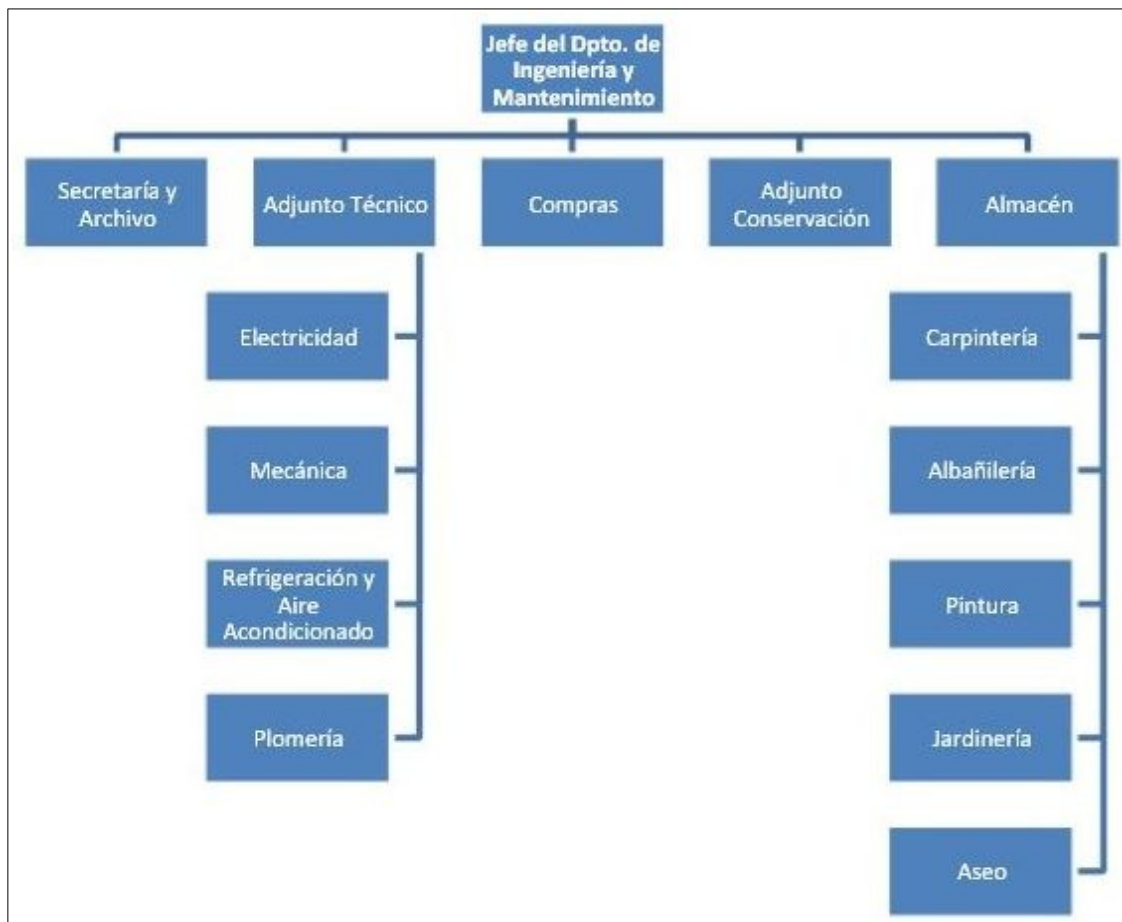 Jefe del Dpto. de
Ingeniería y
Mantenimiento
Secretaría y
Archivo
Adjunto Técnico
Compras
Adjunto
Conservación
Almacén
Electricidad
Mecánica
Refrigeración y
Aire
Acondicionado
Plomería
Carpintería
Albañilería
Pintura
Jardinería
Aseo